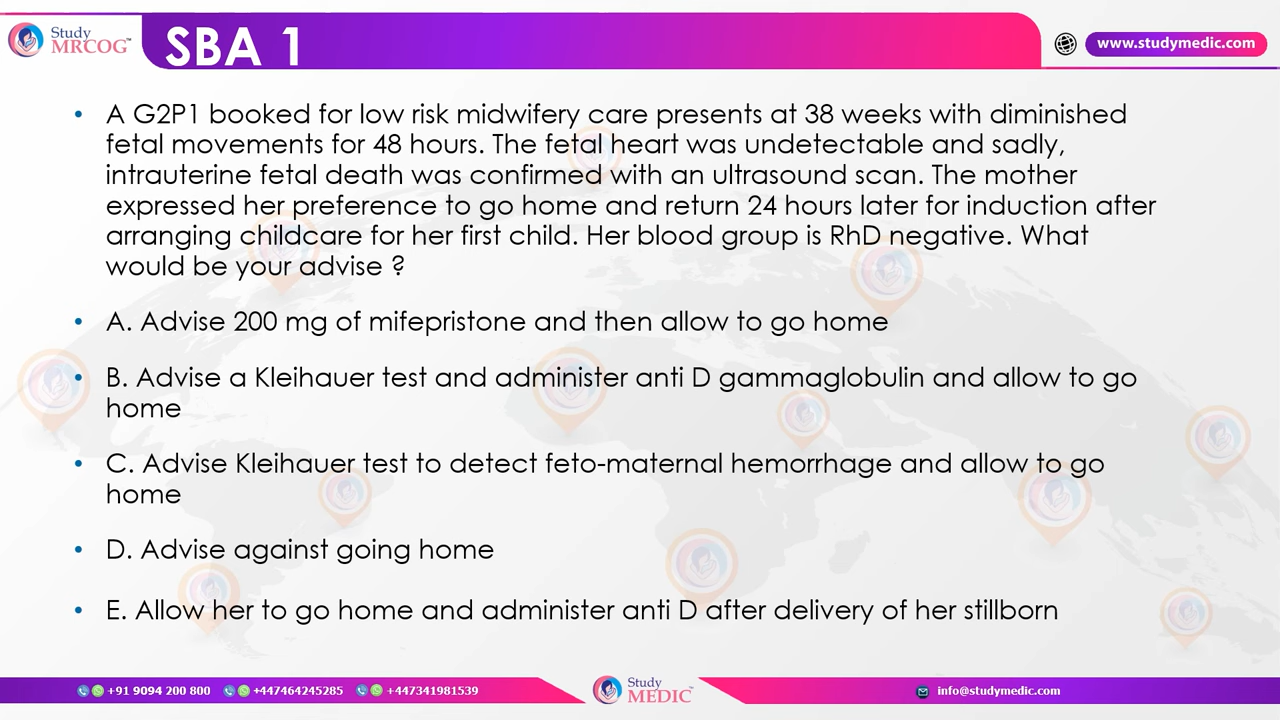 Study
MRCOG™
SBA 1
www.studymedic.com
• A G2P1 booked for low risk midwifery care presents at 38 weeks with diminished
fetal movements for 48 hours. The fetal heart was undetectable and sadly,
intrauterine fetal death was confirmed with an ultrasound scan. The mother
expressed her preference to go home and return 24 hours later for induction after
arranging childcare for her first child. Her blood group is RhD negative. What
would be your advise ?
• A. Advise 200 mg of mifepristone and then allow to go home
• B. Advise a Kleihauer test and administer anti D gammaglobulin and allow to go
home
• C. Advise Kleihauer test to detect feto-maternal hemorrhage and allow to go
home
• D. Advise against going home
• E. Allow her to go home and administer anti D after delivery of her stillborn
+91 9094 200 800 +447464245285 +447341981539
Study
MEDIC
info@studymedic.com